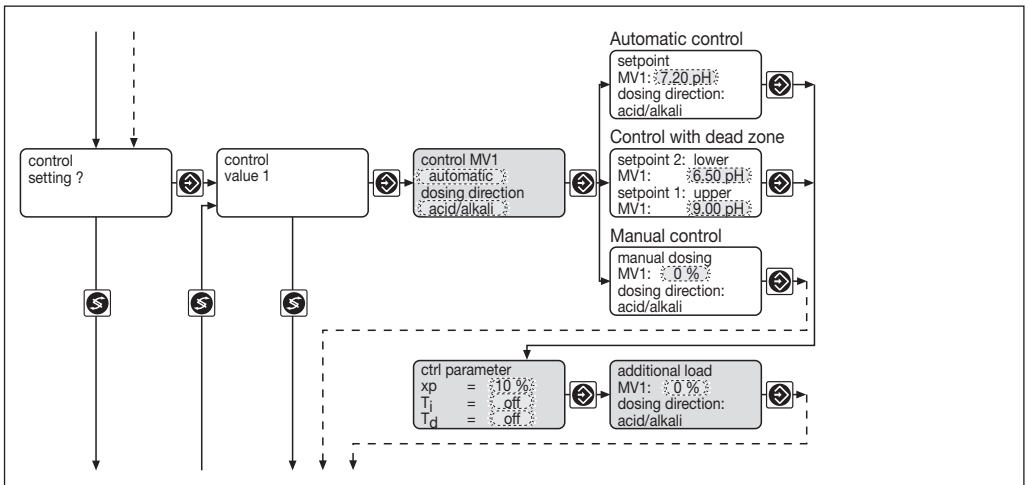 Automatic control
setpoint
MV1: 7.20 pH
dosing direction:
acid/alkali
Control with dead zone
control
setting ?
control
value 1
control MV1
automatic
dosing direction
acid/alkali
setpoint 2: lower
MV1: 6.50 pH
setpoint 1: upper
MV1: 9.00 pH
Manual control
manual dosing
MV1: 0 %
dosing direction:
acid/alkali
ctrl parameter
xp = 10 %
Ti = off
Td = off
additional load
MV1: 0 %
dosing direction:
acid/alkali